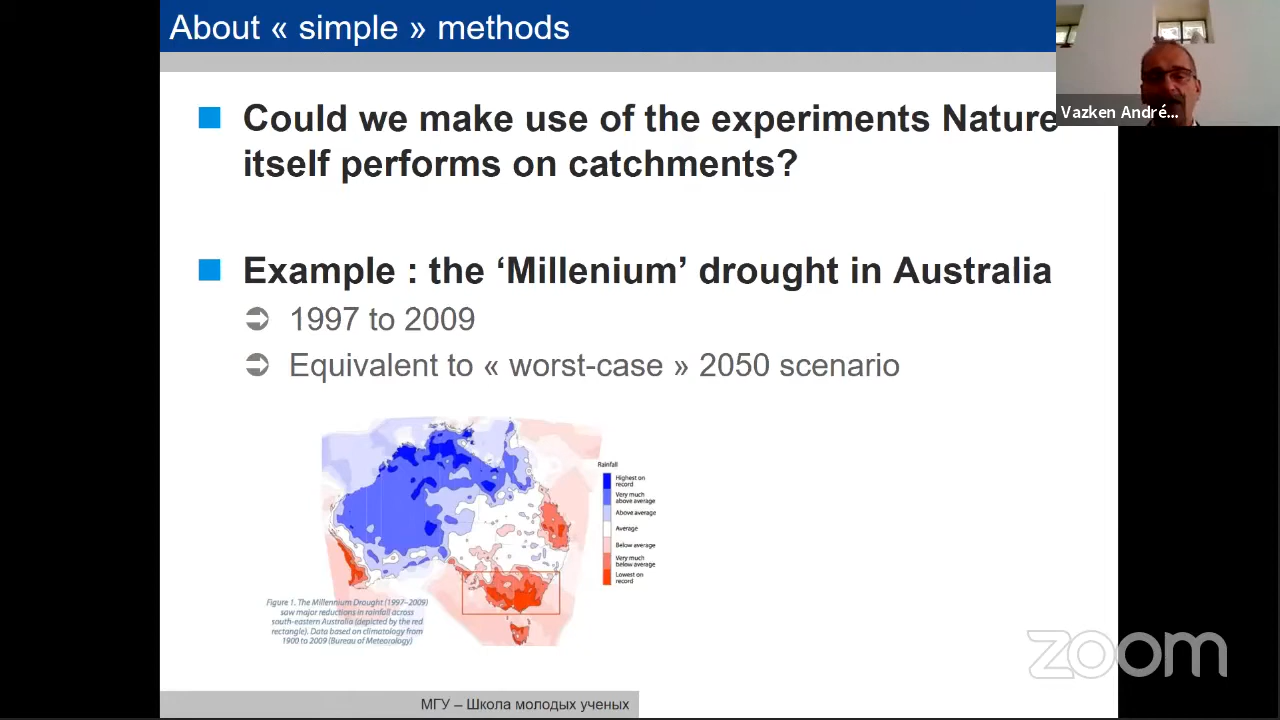 About « simple » methods
Vazken André...
Could we make use of the experiments Nature
itself performs on catchments?
Example : the ‘Millenium’ drought in Australia
1997 to 2009
Equivalent to « worst-case » 2050 scenario
Rainfall
Highest on
record
Very much
above average
Above average
Average
Below average
Very much
below average
Lowest on
record
Figure 1. The Millennium Drought (1997–2009)
saw major reductions in rainfall across
south-eastern Australia (depicted by the red
rectangle). Data based on climatology from
1900 to 2009 (Bureau of Meteorology)
zoom
МГУ – Школа молодых ученых